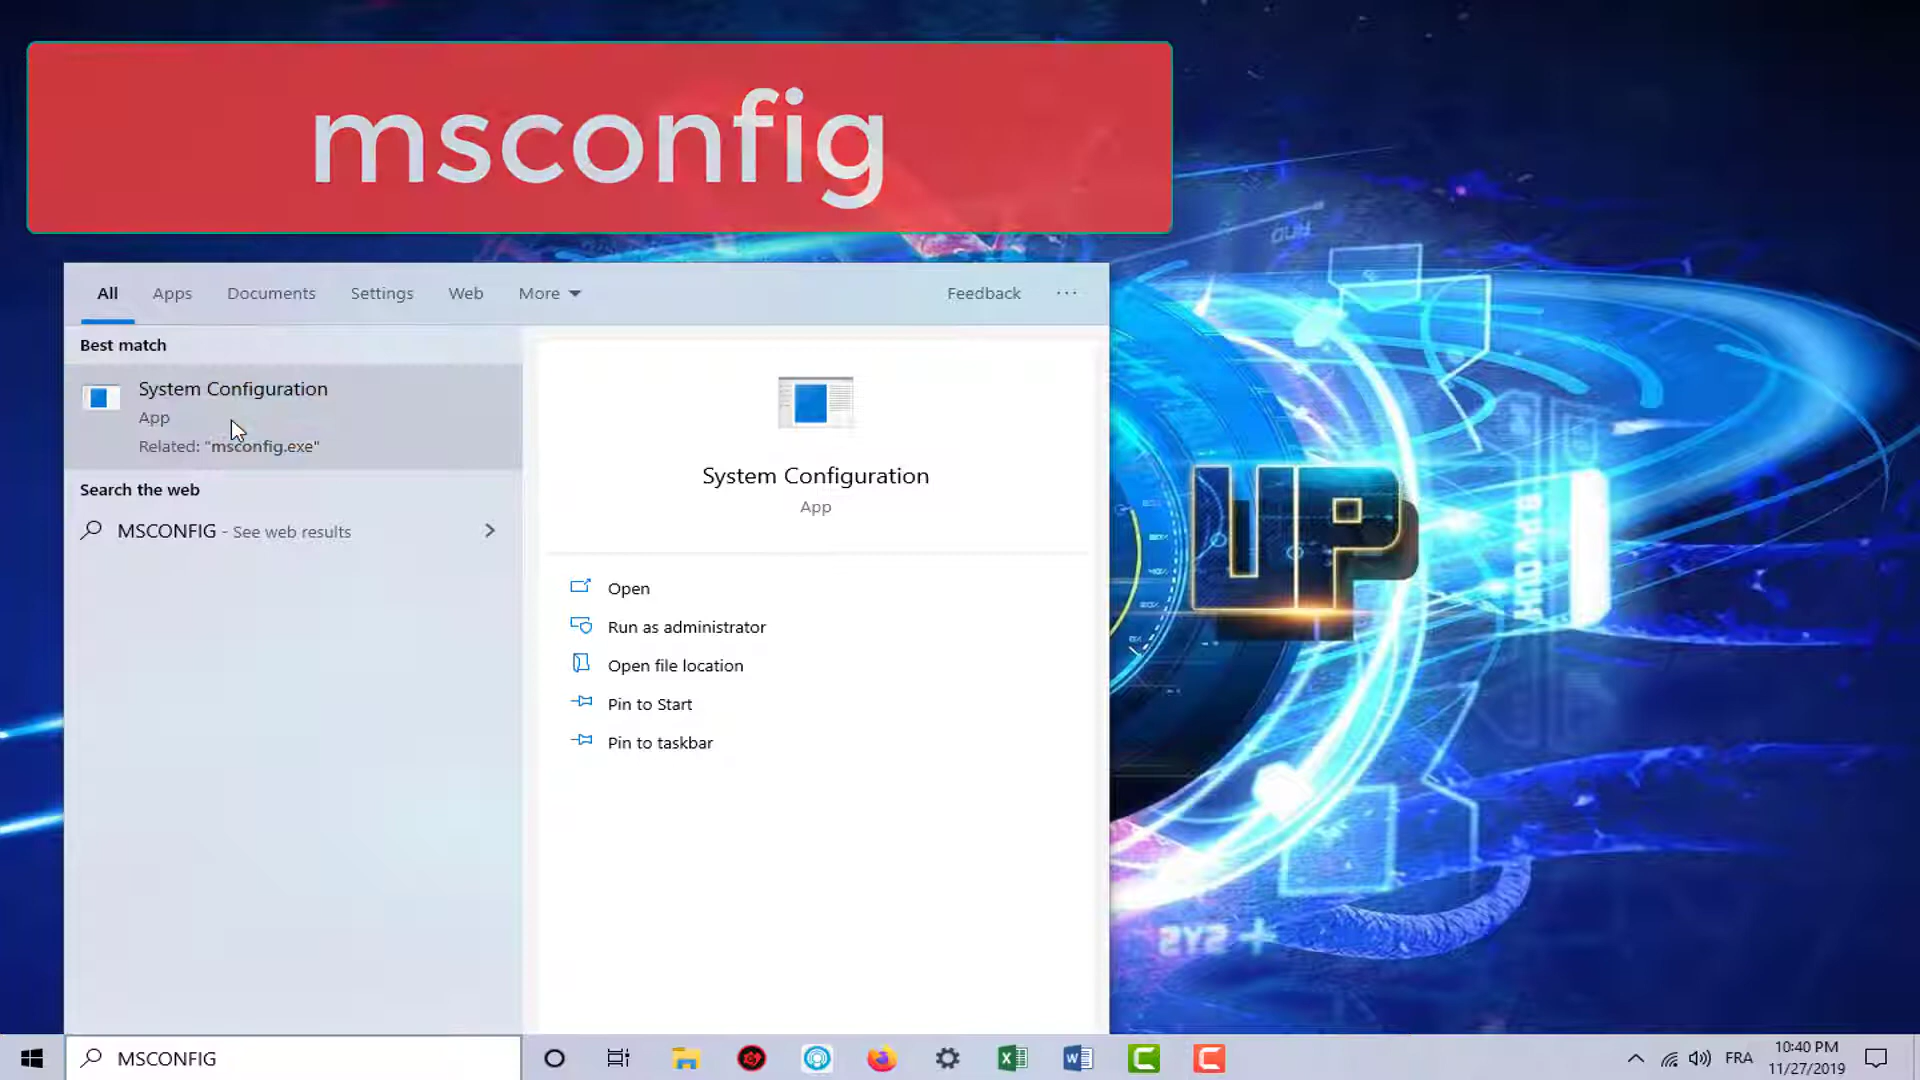 msconfig
All Apps Documents Settings Web More Feedback ...
Best match
System Configuration
App
Related: "msconfig.exe"
Search the web
MSCONFIG - See web results
System Configuration
App
Open
Run as administrator
Open file location
Pin to Start
Pin to taskbar
UP
SYS
MSCONFIG
FRA
10:40 PM
11/27/2019